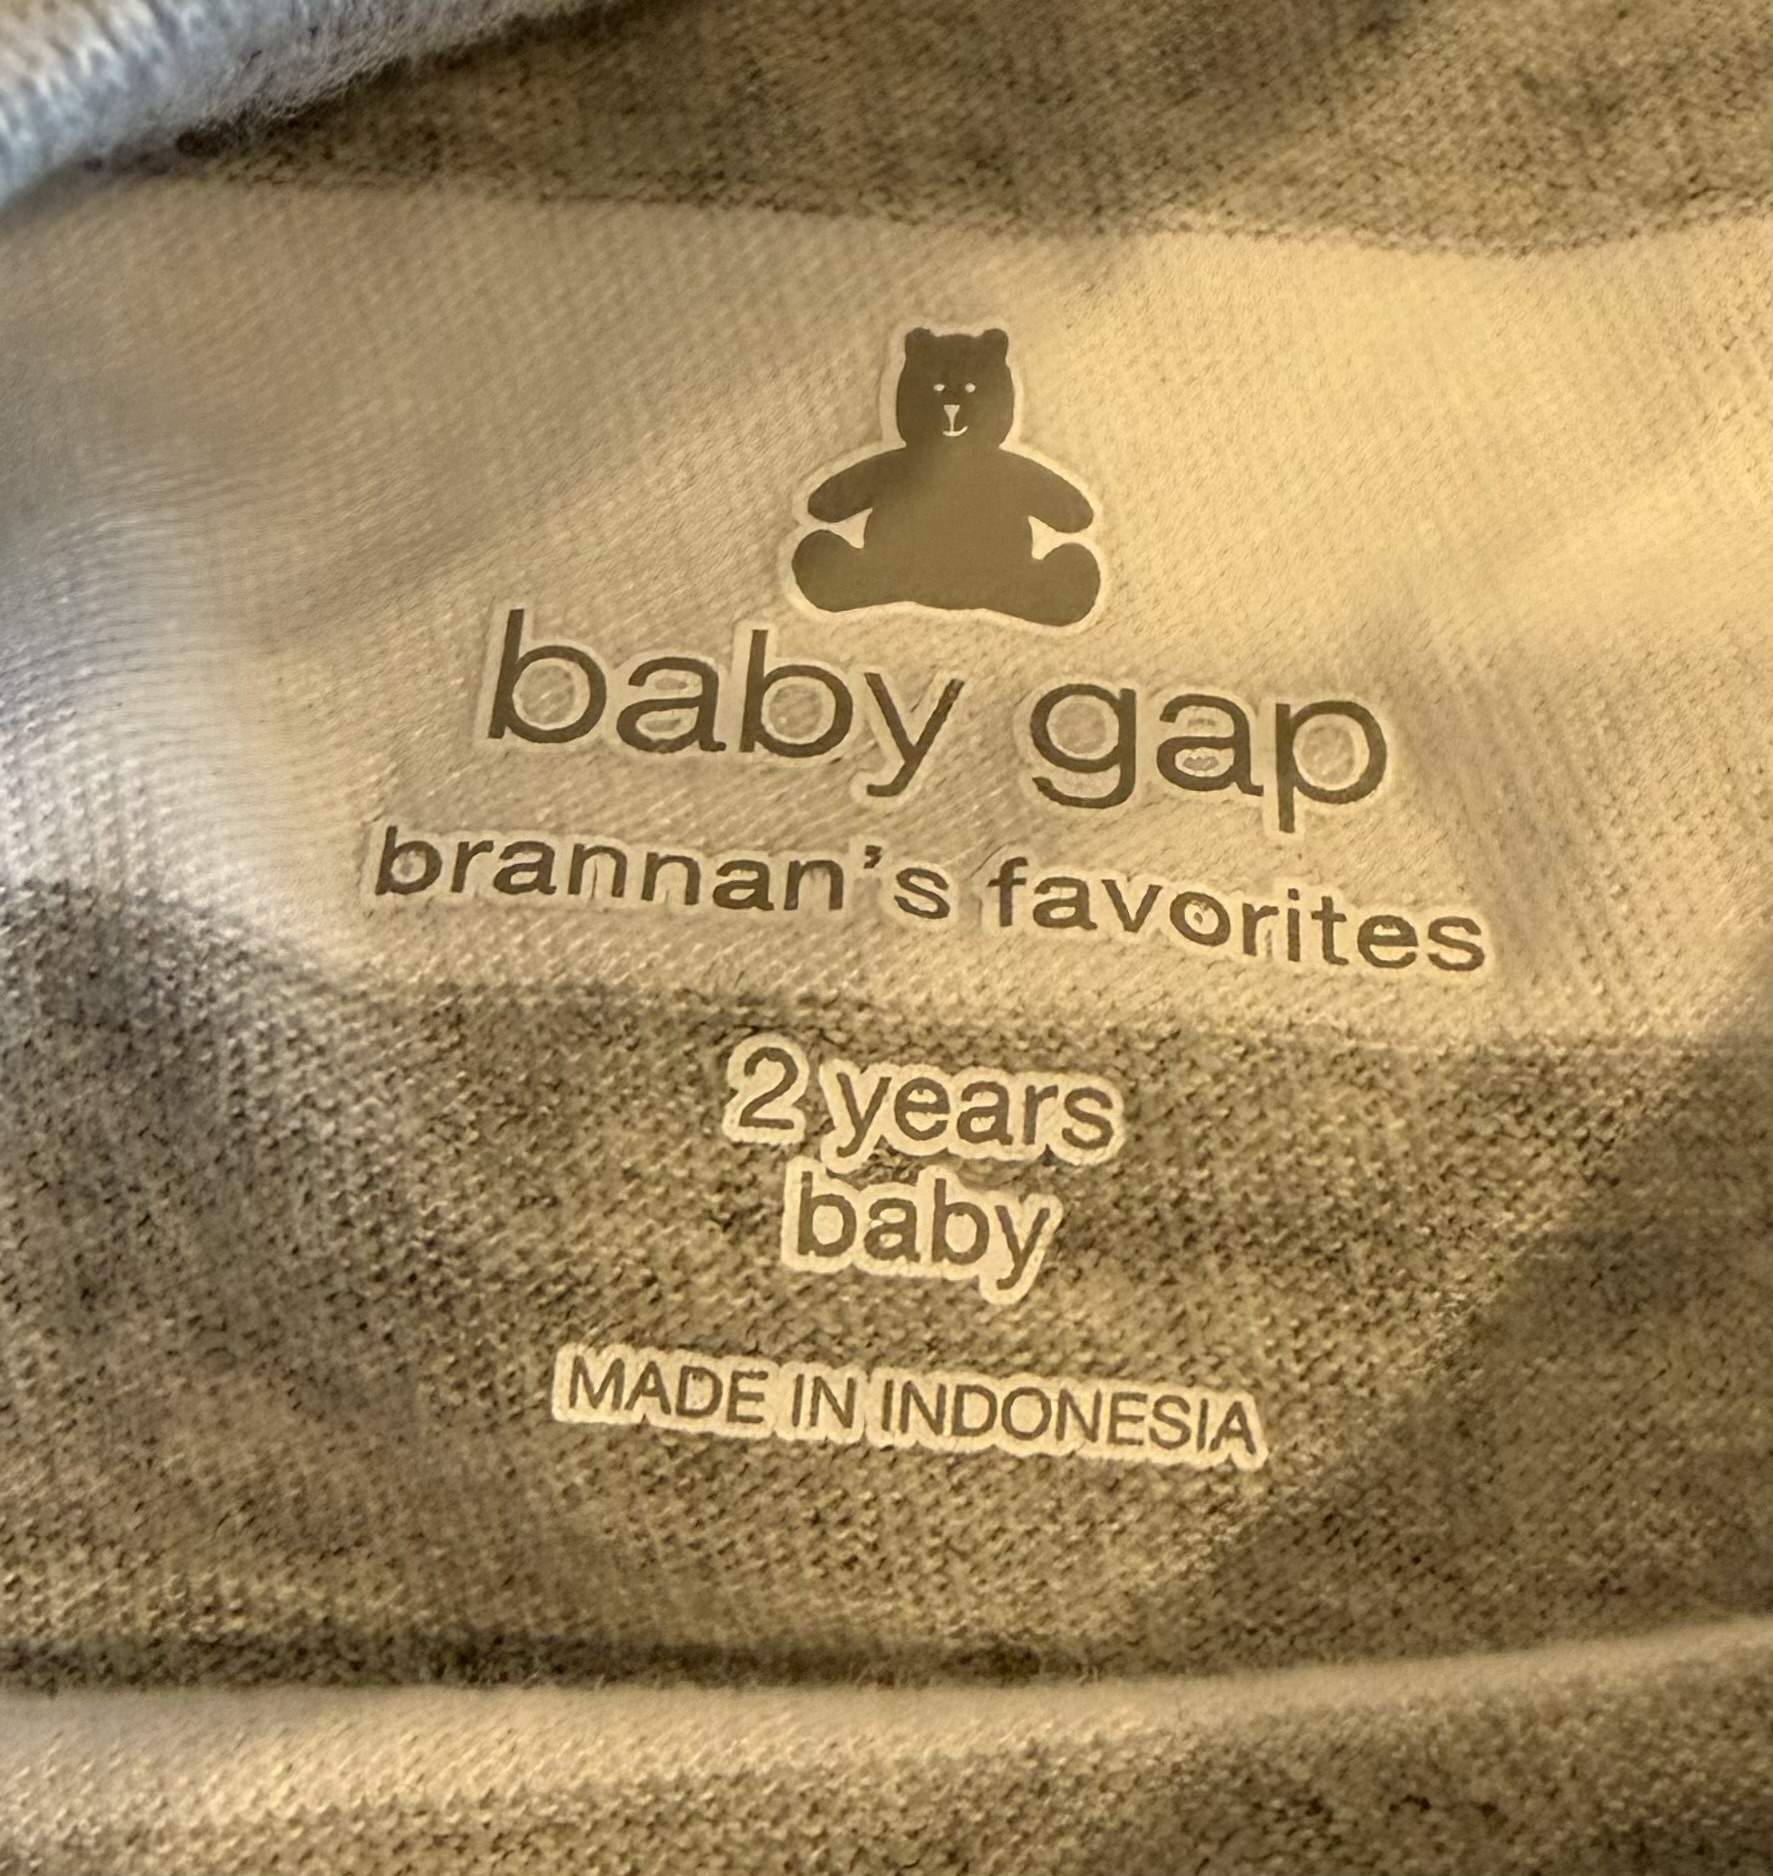 baby gap
brannan's favorites
2 years
baby
MADE IN INDONESIA